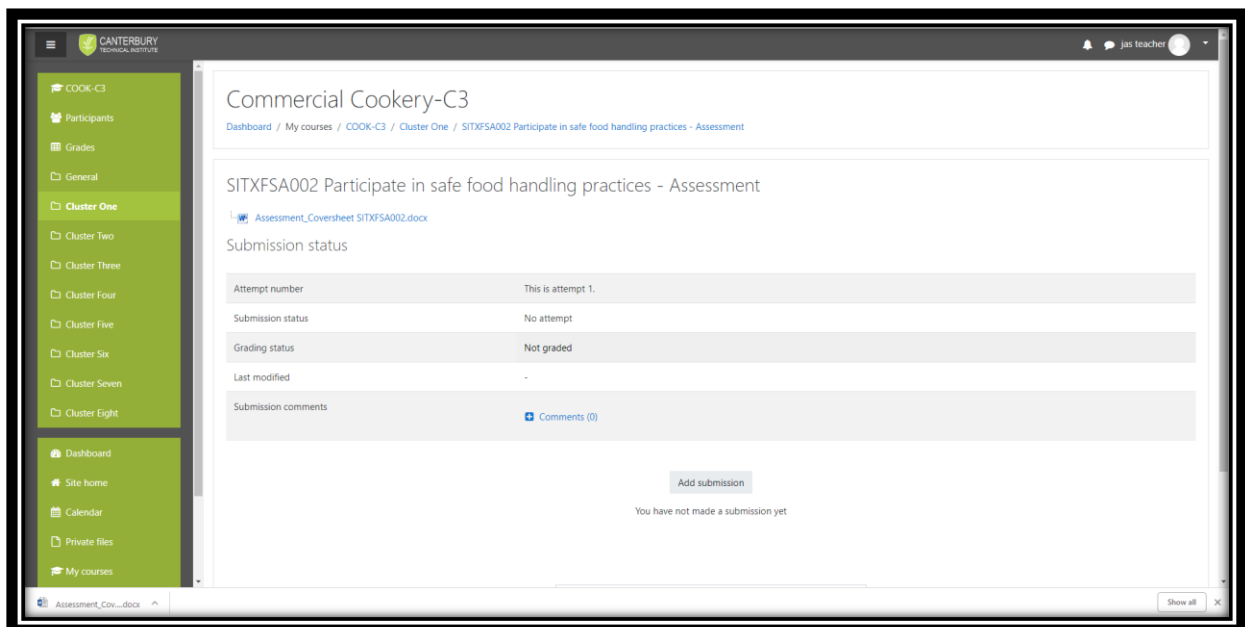 CANTERBURY
TECHNICAL INSTITUTE
jas teacher
COOK-C3
Participants
Grades
General
Cluster One
Cluster Two
Cluster Three
Cluster Four
Cluster Five
Cluster Six
Cluster Seven
Cluster Eight
Dashboard
Site home
Calendar
Private files
My courses
Commercial Cookery-C3
Dashboard / My courses / COOK-C3 / Cluster One / SITXFSA002 Participate in safe food handling practices - Assessment
SITXFSA002 Participate in safe food handling practices - Assessment
Assessment_Coversheet SITXFSA002.docx
Submission status
Attempt number This is attempt 1.
Submission status No attempt
Grading status Not graded
Last modified -
Submission comments Comments (0)
Add submission
You have not made a submission yet
Assessment_Cov....docx Show all